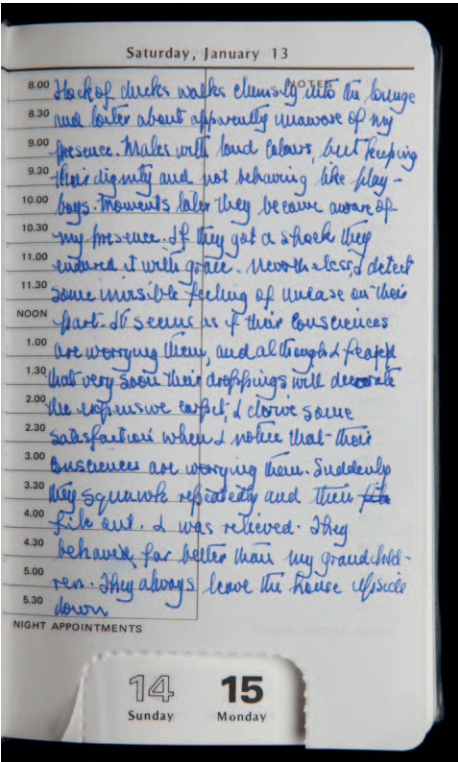 Saturday, January 13
NOTES
8.00 Flock of ducks walks clumsily into the lounge
8.30 and loiter about apparently unaware of my
9.00 presence. Males with loud colours, but keeping
9.30 their dignity and not behaving like play-
10.00 boys. Moments later they become aware of
10.30 my presence. If they got a shock they
11.00 endured it with grace. Nevertheless, I detect
11.30 some invisible feeling of unease on their
NOON part. It seems as if their consciences
1.00 are worrying them, and although I feared
1.30 that very soon their droppings will decorate
2.00 the expensive carpet, I derive some
2.30 satisfaction when I notice that their
3.00 consciences are worrying them. Suddenly
3.30 they squawk repeatedly and then file
4.00 file out. I was relieved. They
4.30 behaved far better than my grandchild-
5.00 ren. They always leave the house upside
5.30 down
NIGHT APPOINTMENTS
14 15
Sunday Monday